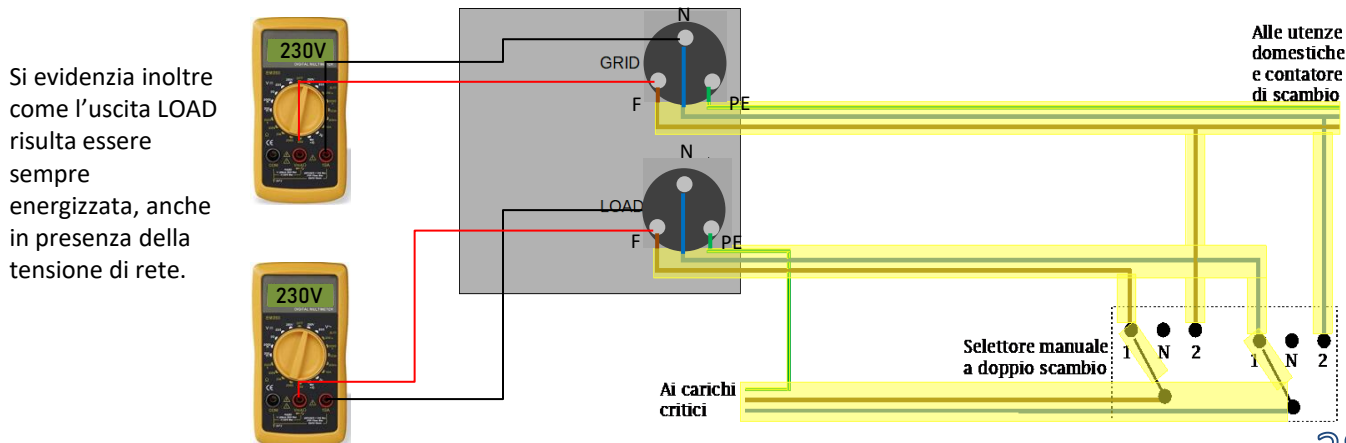 Si evidenzia inoltre
come l'uscita LOAD
risulta essere
sempre
energizzata, anche
in presenza della
tensione di rete.
230V
230V
N
GRID
F
PE
N
LOAD
F
PE
Alle utenze
domestiche
e contatore
di scambio
Selettore manuale
a doppio scambio
1 N 2
1 N 2
Ai carichi
critici